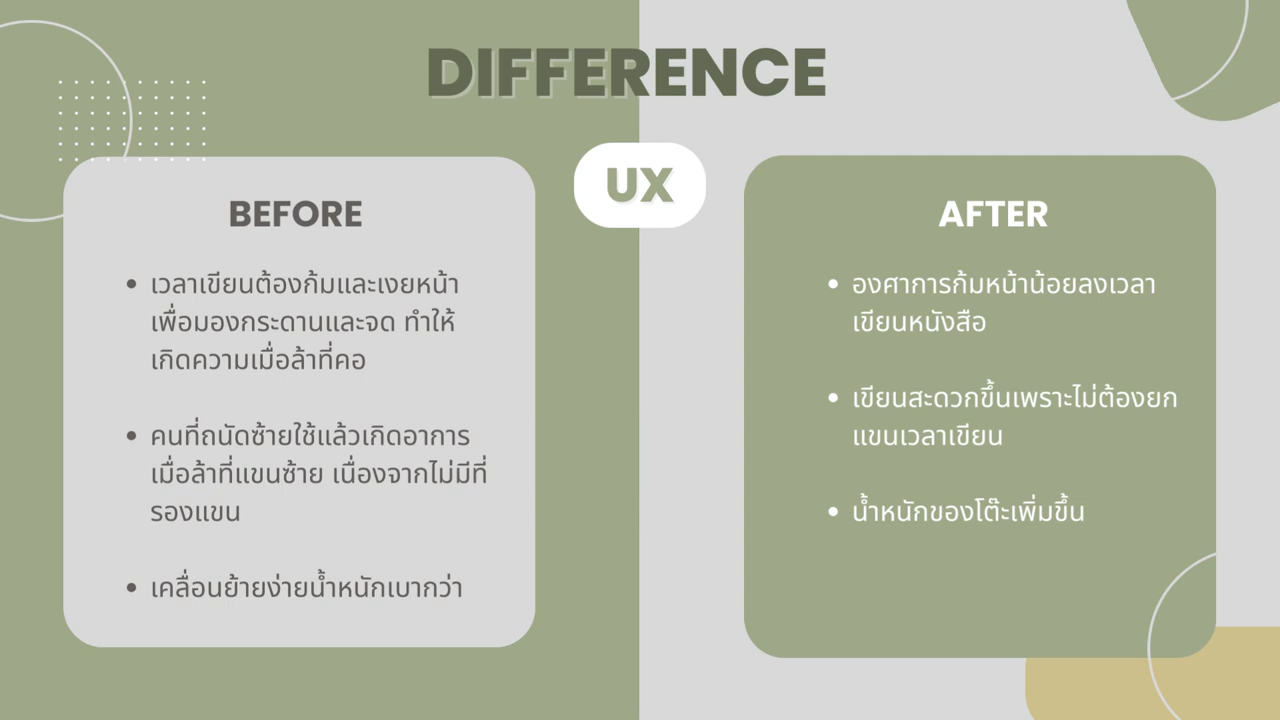 DIFFERENCE
UX
BEFORE
• เวลาเขียนต้องก้มและเงยหน้า
เพื่อมองกระดานและจด ทำให้
เกิดความเมื่อล้าที่คอ
• คนที่ถนัดซ้ายใช้แล้วเกิดอาการ
เมื่อล้าที่แขนซ้าย เนื่องจากไม่มีที่
รองแขน
• เคลื่อนย้ายง่ายน้ำหนักเบากว่า
AFTER
• องศาการก้มหน้าน้อยลงเวลา
เขียนหนังสือ
• เขียนสะดวกขึ้นเพราะไม่ต้องยก
แขนเวลาเขียน
• น้ำหนักของโต๊ะเพิ่มขึ้น